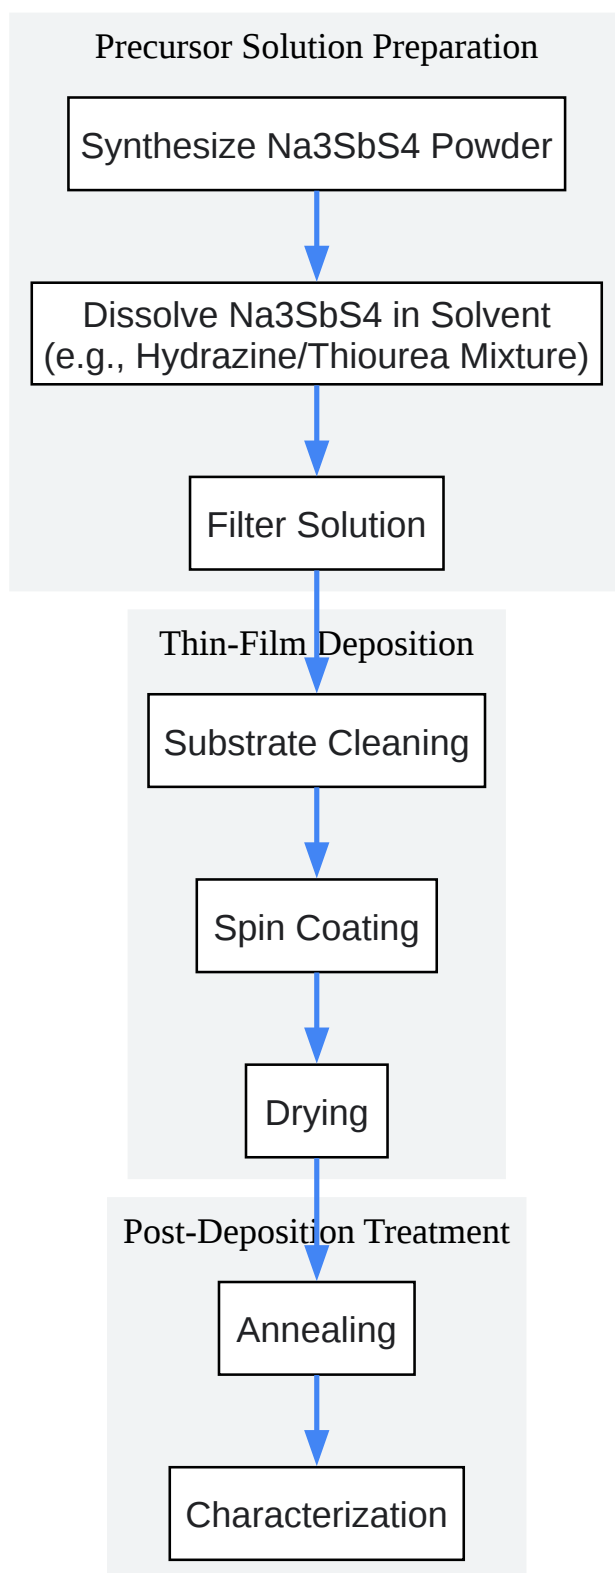 Precursor Solution Preparation
Synthesize Na3SbS4 Powder
Dissolve Na3SbS4 in Solvent
(e.g., Hydrazine/Thiourea Mixture)
Filter Solution
Thin-Film Deposition
Substrate Cleaning
Spin Coating
Drying
Post-Deposition Treatment
Annealing
Characterization